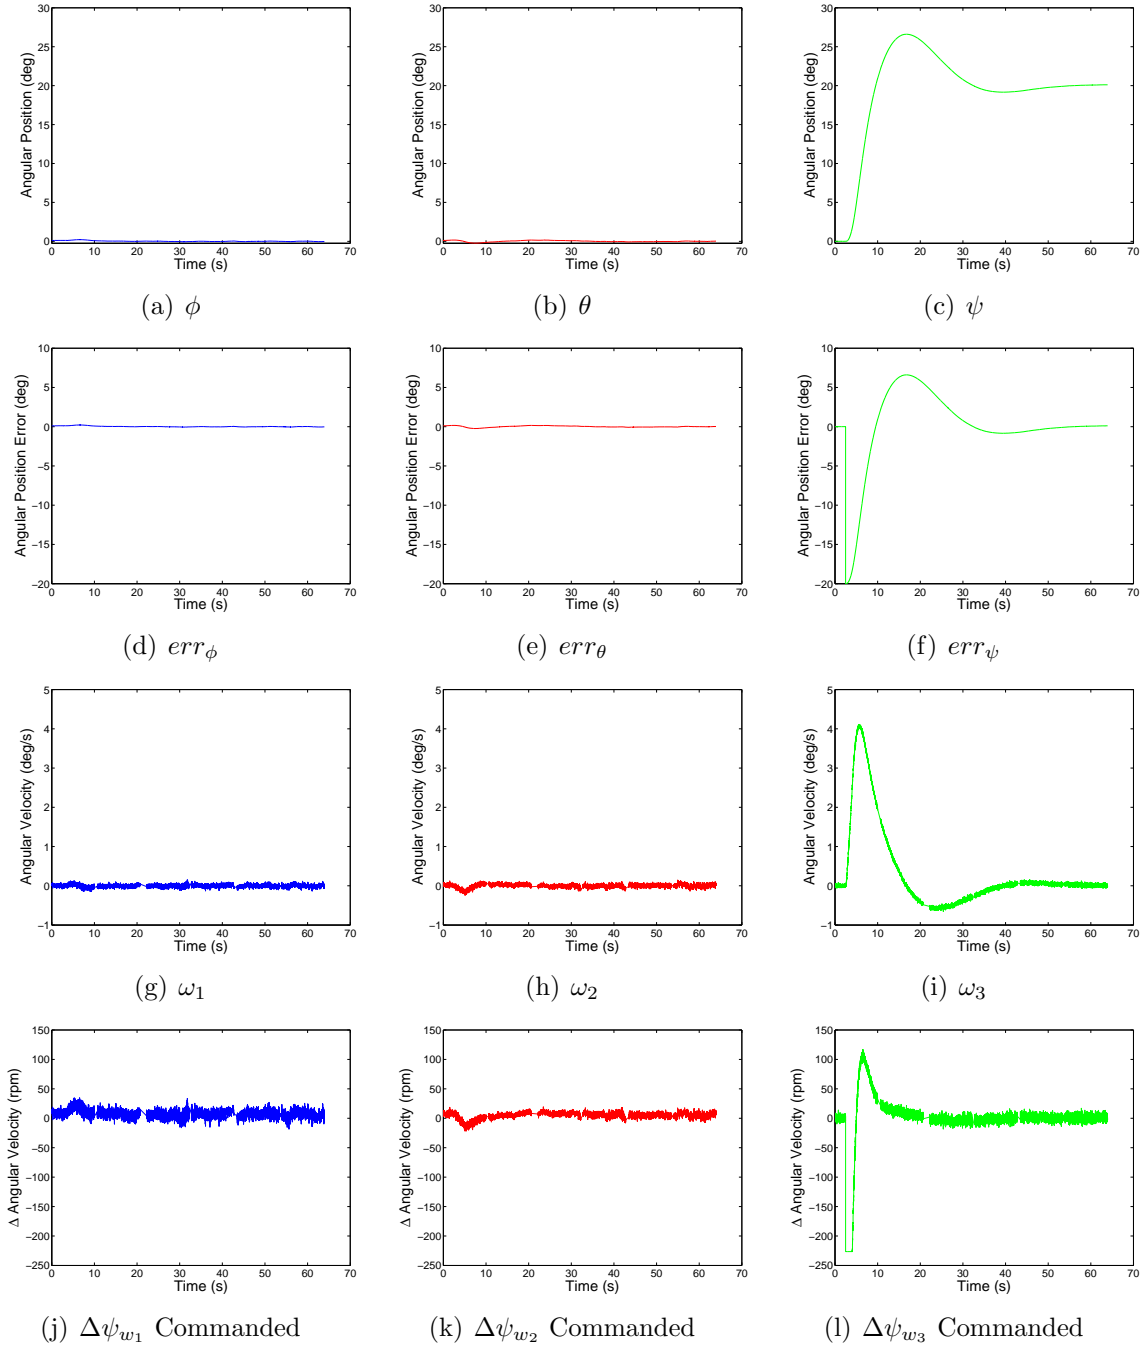 30
25
20
15
10
5
0
0 10 20 30 40 50 60 70
Angular Position (deg)
Time (s)
(a) ϕ
30
25
20
15
10
5
0
0 10 20 30 40 50 60 70
Angular Position (deg)
Time (s)
(b) θ
30
25
20
15
10
5
0
0 10 20 30 40 50 60 70
Angular Position (deg)
Time (s)
(c) ψ
10
5
0
−5
−10
−15
−20
0 10 20 30 40 50 60 70
Angular Position Error (deg)
Time (s)
(d) err_ϕ
10
5
0
−5
−10
−15
−20
0 10 20 30 40 50 60 70
Angular Position Error (deg)
Time (s)
(e) err_θ
10
5
0
−5
−10
−15
−20
0 10 20 30 40 50 60 70
Angular Position Error (deg)
Time (s)
(f) err_ψ
5
4
3
2
1
0
−1
0 10 20 30 40 50 60 70
Angular Velocity (deg/s)
Time (s)
(g) ω₁
5
4
3
2
1
0
−1
0 10 20 30 40 50 60 70
Angular Velocity (deg/s)
Time (s)
(h) ω₂
5
4
3
2
1
0
−1
0 10 20 30 40 50 60 70
Angular Velocity (deg/s)
Time (s)
(i) ω₃
150
100
50
0
−50
−100
−150
−200
−250
0 10 20 30 40 50 60 70
Δ Angular Velocity (rpm)
Time (s)
(j) Δψ_w₁ Commanded
150
100
50
0
−50
−100
−150
−200
−250
0 10 20 30 40 50 60 70
Δ Angular Velocity (rpm)
Time (s)
(k) Δψ_w₂ Commanded
150
100
50
0
−50
−100
−150
−200
−250
0 10 20 30 40 50 60 70
Δ Angular Velocity (rpm)
Time (s)
(l) Δψ_w₃ Commanded